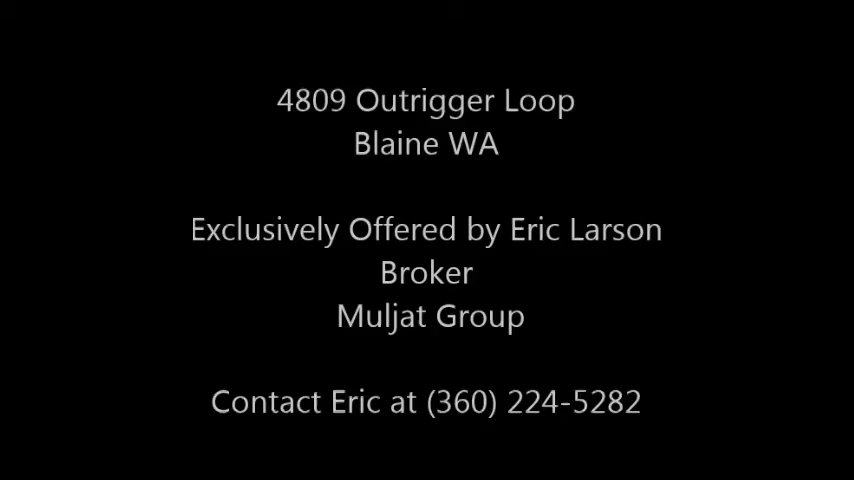 4809 Outrigger Loop
Blaine WA
Exclusively Offered by Eric Larson
Broker
Muljat Group
Contact Eric at (360) 224-5282